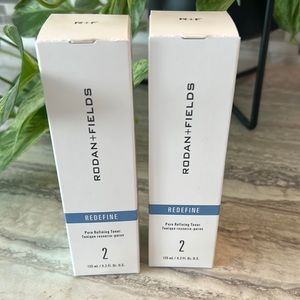 R+F
RODAN+FIELDS
REDEFINE
Pore Refining Toner
Tonique resserre-pores
2
125 mL / 4.2 Fl. Oz. U.S.
R+F
RODAN+FIELDS
REDEFINE
Pore Refining Toner
Tonique resserre-pores
2
125 mL / 4.2 Fl. Oz. U.S.